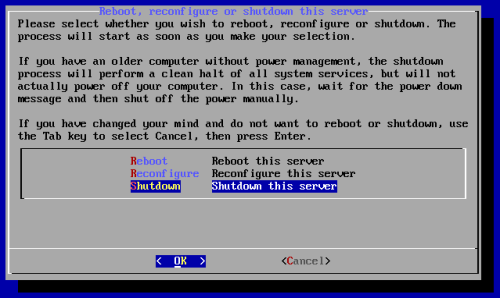 Reboot, reconfigure or shutdown this server
Please select whether you wish to reboot, reconfigure or shutdown. The
process will start as soon as you make your selection.
If you have an older computer without power management, the shutdown
process will perform a clean halt of all system services, but will not
actually power off your computer. In this case, wait for the power down
message and then shut off the power manually.
If you have changed your mind and do not want to reboot or shutdown, use
the Tab key to select Cancel, then press Enter.
Reboot Reboot this server
Reconfigure Reconfigure this server
Shutdown Shutdown this server
< OK > <Cancel>